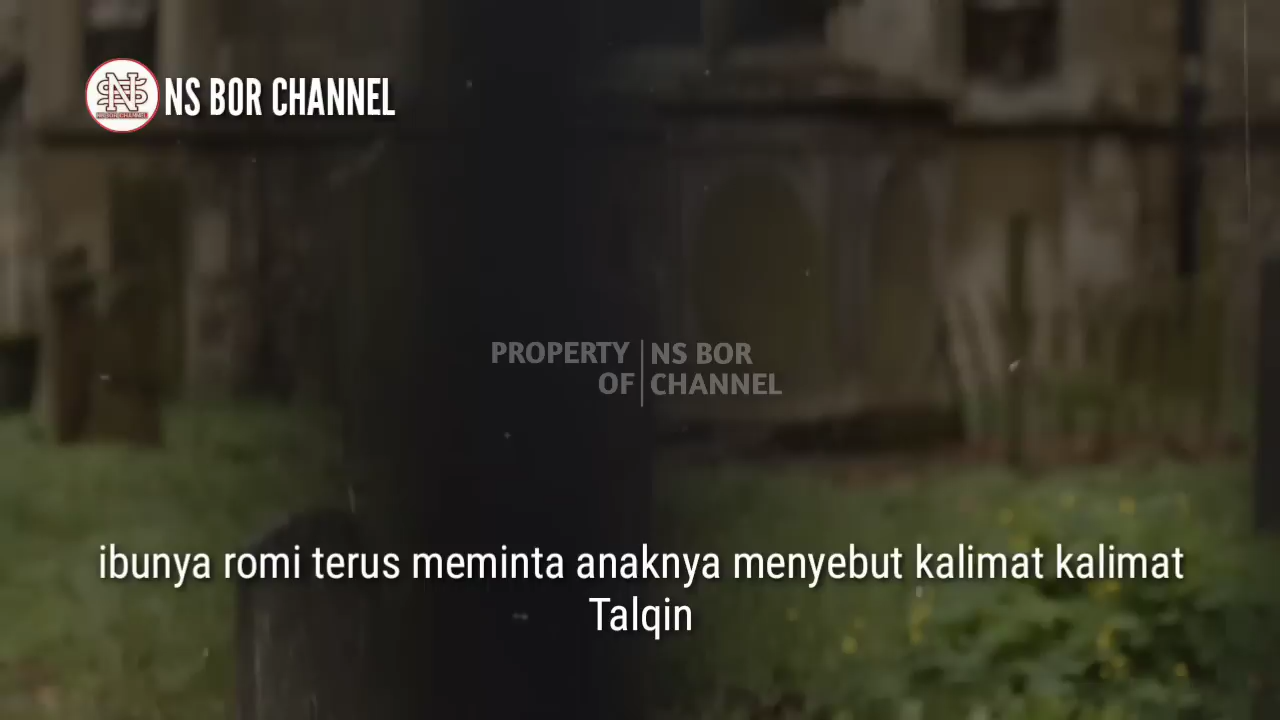 NS BOR CHANNEL
PROPERTY OF NS BOR CHANNEL
ibunya romi terus meminta anaknya menyebut kalimat kalimat
Talqin